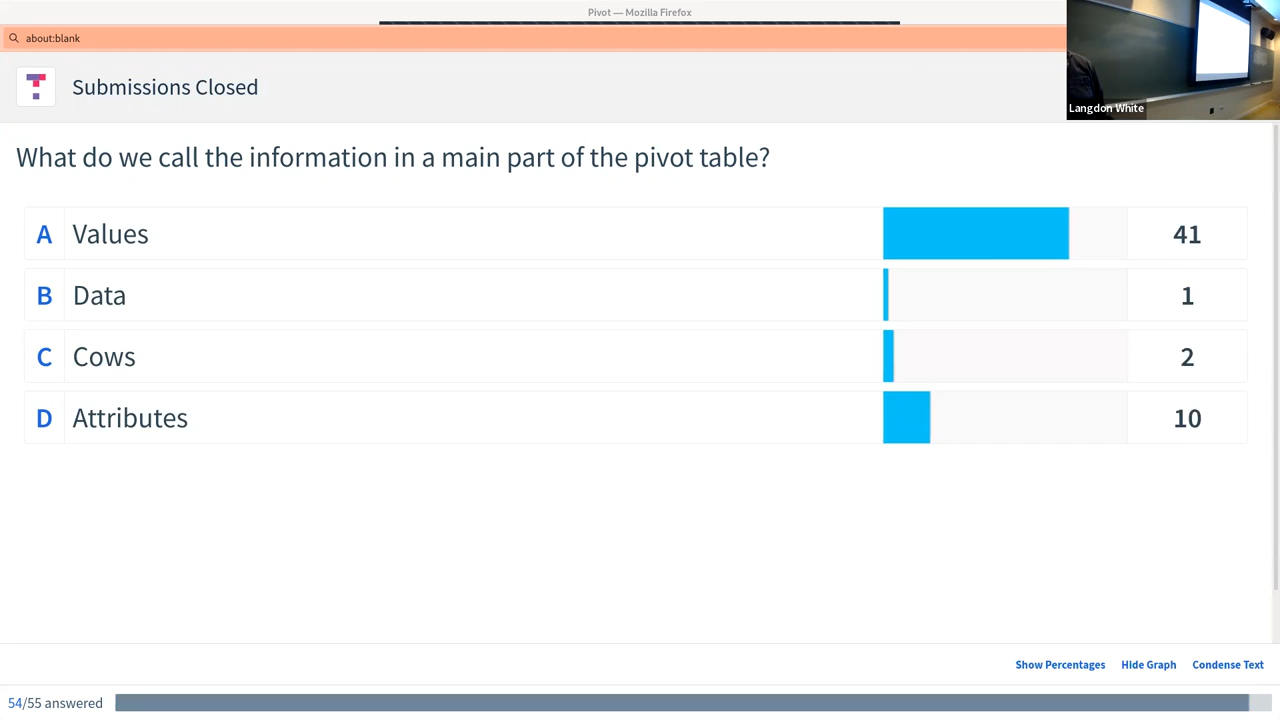 Pivot — Mozilla Firefox
about:blank
Submissions Closed
Langdon White
What do we call the information in a main part of the pivot table?
A Values 41
B Data 1
C Cows 2
D Attributes 10
Show Percentages Hide Graph Condense Text
54/55 answered